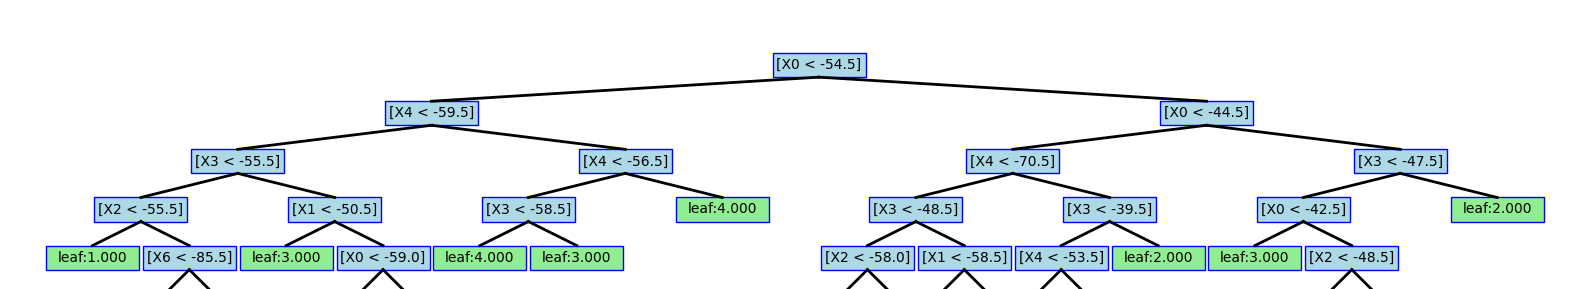 [X0 < -54.5]
[X4 < -59.5]
[X0 < -44.5]
[X3 < -55.5]
[X4 < -56.5]
[X4 < -70.5]
[X3 < -47.5]
[X2 < -55.5]
[X1 < -50.5]
[X3 < -58.5]
leaf:4.000
[X3 < -48.5]
[X3 < -39.5]
[X0 < -42.5]
leaf:2.000
leaf:1.000
[X6 < -85.5]
leaf:3.000
[X0 < -59.0]
leaf:4.000
leaf:3.000
[X2 < -58.0]
[X1 < -58.5]
[X4 < -53.5]
leaf:2.000
leaf:3.000
[X2 < -48.5]